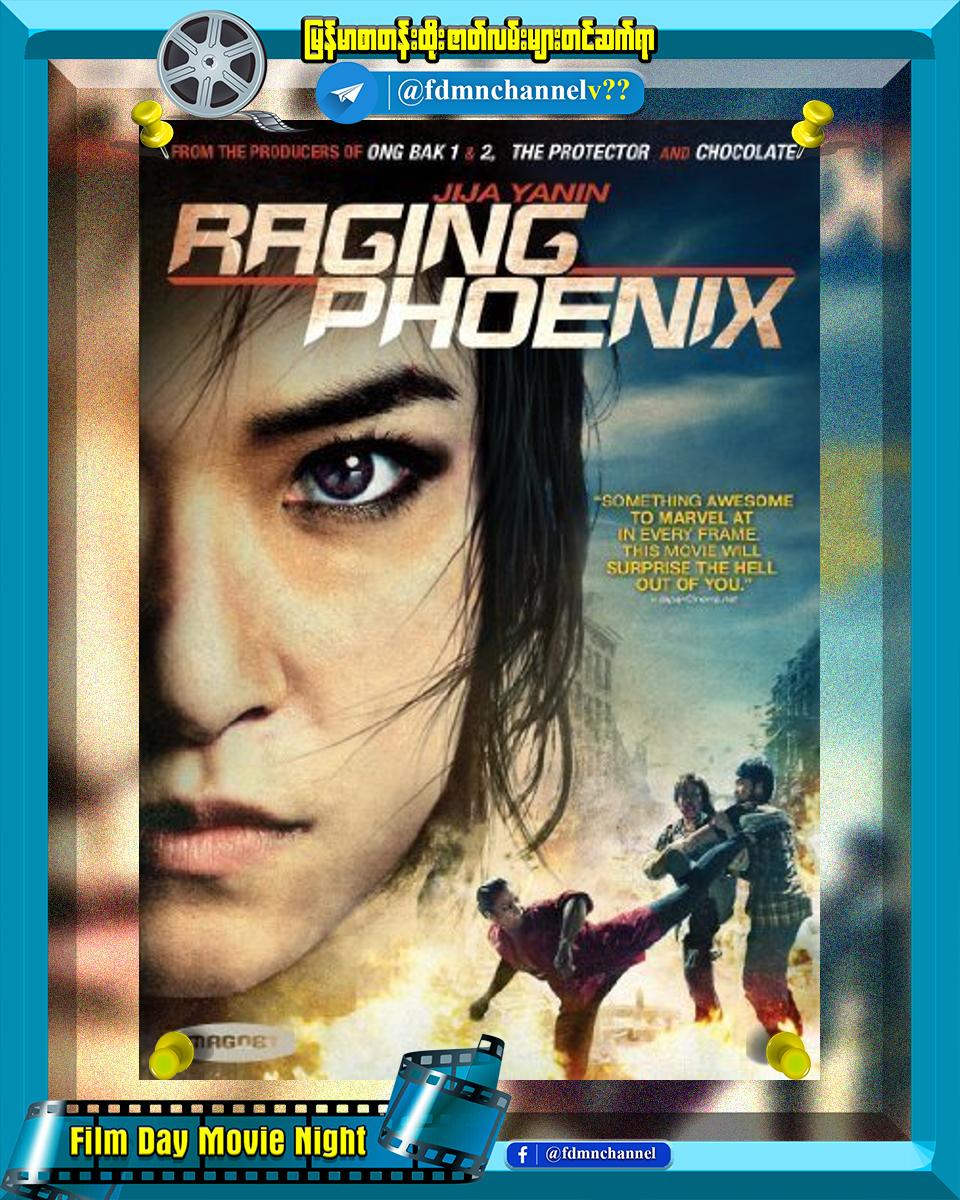 မြန်မာစာတန်းထိုးဇာတ်လမ်းများတင်ဆက်ရာ
@fdmnchannelv??
FROM THE PRODUCERS OF ONG BAK 1 & 2, THE PROTECTOR AND CHOCOLATE
JIJA YANIN
RAGING
PHOENIX
"SOMETHING AWESOME
TO MARVEL AT
IN EVERY FRAME.
THIS MOVIE WILL
SURPRISE THE HELL
OUT OF YOU."
MAGNET
Film Day Movie Night
f | @fdmnchannel